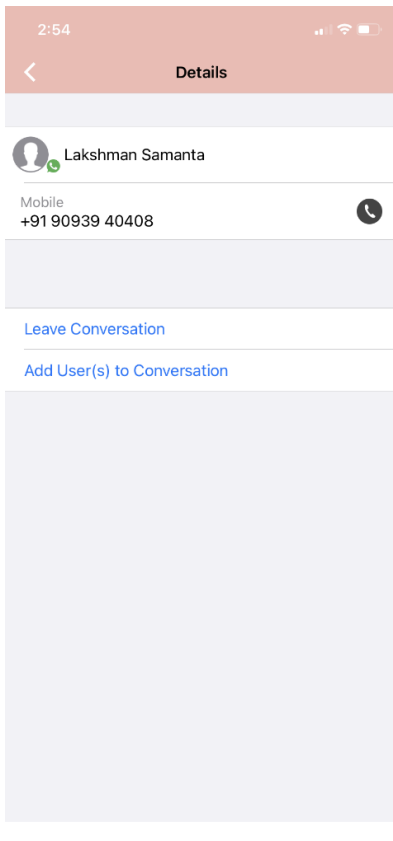 2:54
Details
Lakshman Samanta
Mobile
+91 90939 40408
Leave Conversation
Add User(s) to Conversation